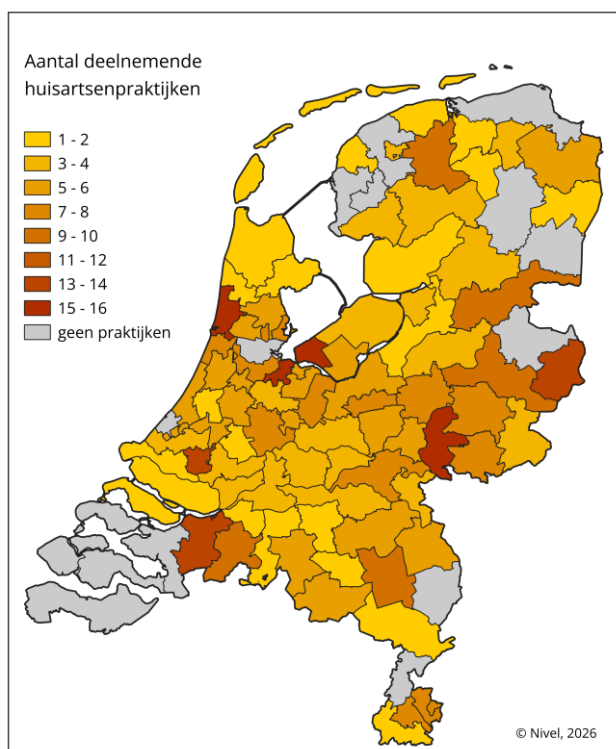 Aantal deelnemende
huisartsenpraktijken
1 - 2
3 - 4
5 - 6
7 - 8
9 - 10
11 - 12
13 - 14
15 - 16
geen praktijken
© Nivel, 2026